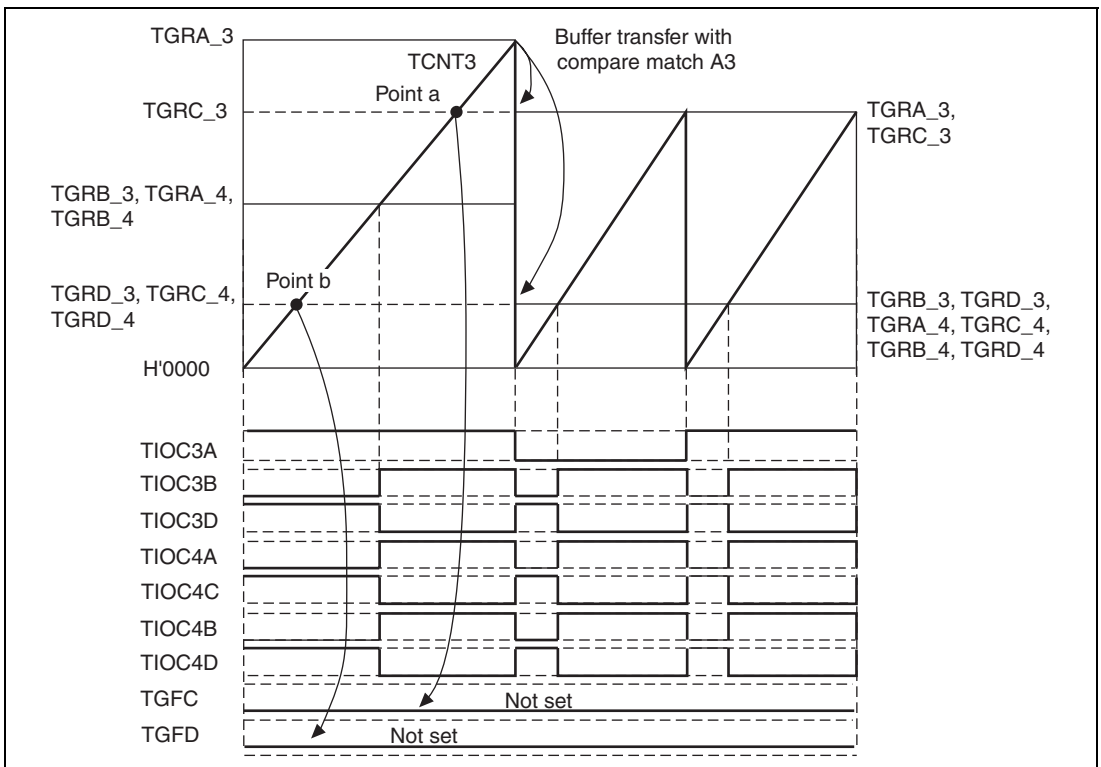 TGRA_3
TCNT3
Buffer transfer with
compare match A3
Point a
TGRC_3
TGRA_3,
TGRC_3
TGRB_3, TGRA_4,
TGRB_4
Point b
TGRD_3, TGRC_4,
TGRD_4
TGRB_3, TGRD_3,
TGRA_4, TGRC_4,
TGRB_4, TGRD_4
H'0000
TIOC3A
TIOC3B
TIOC3D
TIOC4A
TIOC4C
TIOC4B
TIOC4D
TGFC
Not set
TGFD
Not set